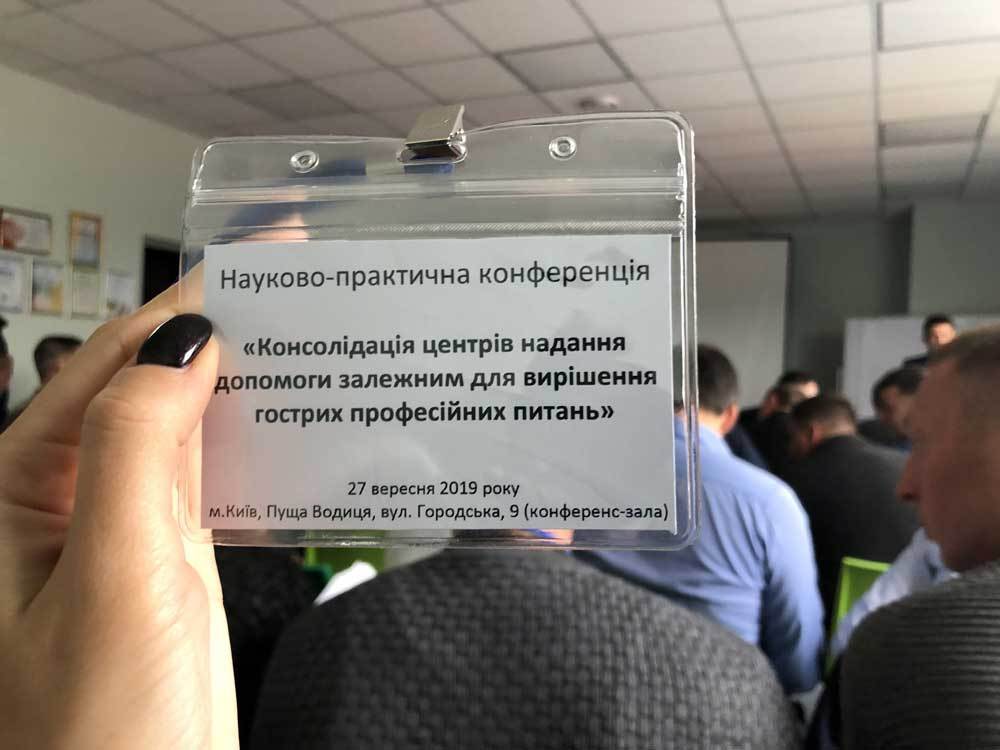 Науково-практична конференція
«Консолідація центрів надання
допомоги залежним для вирішення
гострих професійних питань»
27 вересня 2019 року
м.Київ, Пуща Водиця, вул. Городська, 9 (конференс-зала)